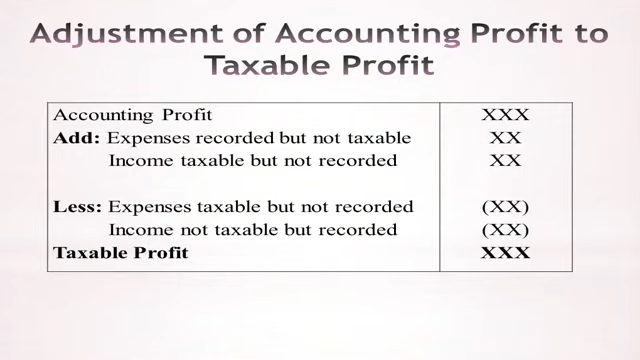 Adjustment of Accounting Profit to
Taxable Profit
Accounting Profit XXX
Add: Expenses recorded but not taxable XX
Income taxable but not recorded XX
Less: Expenses taxable but not recorded (XX)
Income not taxable but recorded (XX)
Taxable Profit XXX